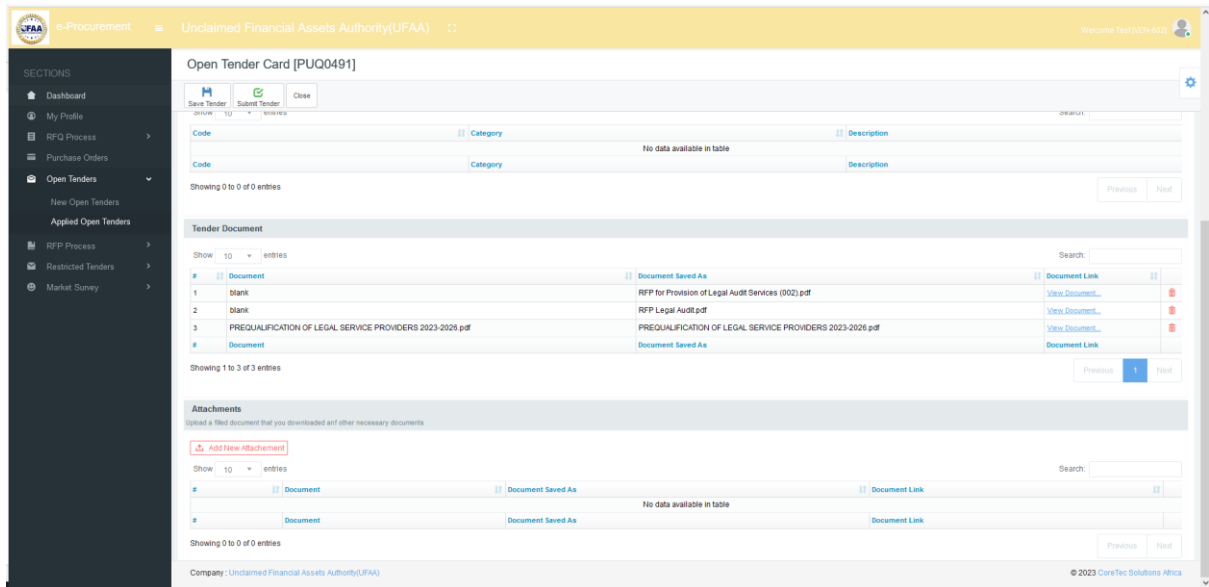 UFAA e-Procurement Unclaimed Financial Assets Authority(UFAA) Welcome Test [VEN-602]
SECTIONS
Dashboard
My Profile
RFQ Process
Purchase Orders
Open Tenders
New Open Tenders
Applied Open Tenders
RFP Process
Restricted Tenders
Market Survey
Open Tender Card [PUQ0491]
Save Tender Submit Tender Close
Show 10 entries Search:
Code Category Description
No data available in table
Code Category Description
Showing 0 to 0 of 0 entries Previous Next
Tender Document
Show 10 entries Search:
# Document Document Saved As Document Link
1 blank RFP for Provision of Legal Audit Services (002).pdf View Document...
2 blank RFP Legal Audit.pdf View Document...
3 PREQUALIFICATION OF LEGAL SERVICE PROVIDERS 2023-2026.pdf PREQUALIFICATION OF LEGAL SERVICE PROVIDERS 2023-2026.pdf View Document...
# Document Document Saved As Document Link
Showing 1 to 3 of 3 entries Previous 1 Next
Attachments
Upload a filled document that you downloaded anf other necessary documents
Add New Attachement
Show 10 entries Search:
# Document Document Saved As Document Link
No data available in table
# Document Document Saved As Document Link
Showing 0 to 0 of 0 entries Previous Next
Company : Unclaimed Financial Assets Authority(UFAA) © 2023 CoreTec Solutions Africa